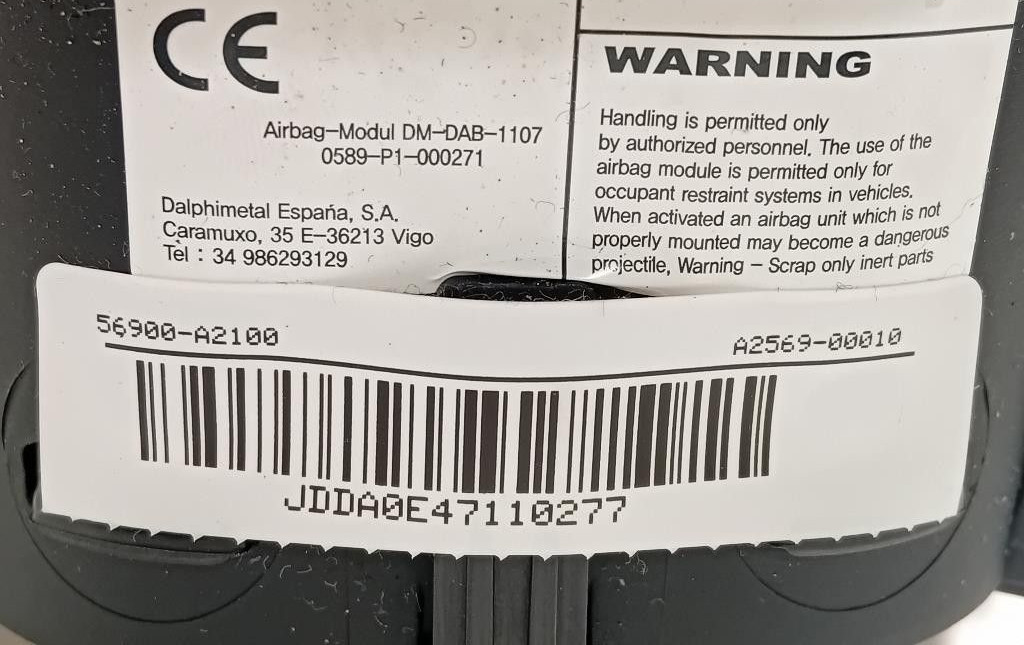 CE
Airbag-Modul DM-DAB-1107
0589-P1-000271
Dalphimetal España, S.A.
Caramuxo, 35 E-36213 Vigo
Tel : 34 986293129
WARNING
Handling is permitted only
by authorized personnel. The use of the
airbag module is permitted only for
occupant restraint systems in vehicles.
When activated an airbag unit which is not
properly mounted may become a dangerous
projectile, Warning - Scrap only inert parts
56900-A2100
A2569-00010
JDDA0E47110277